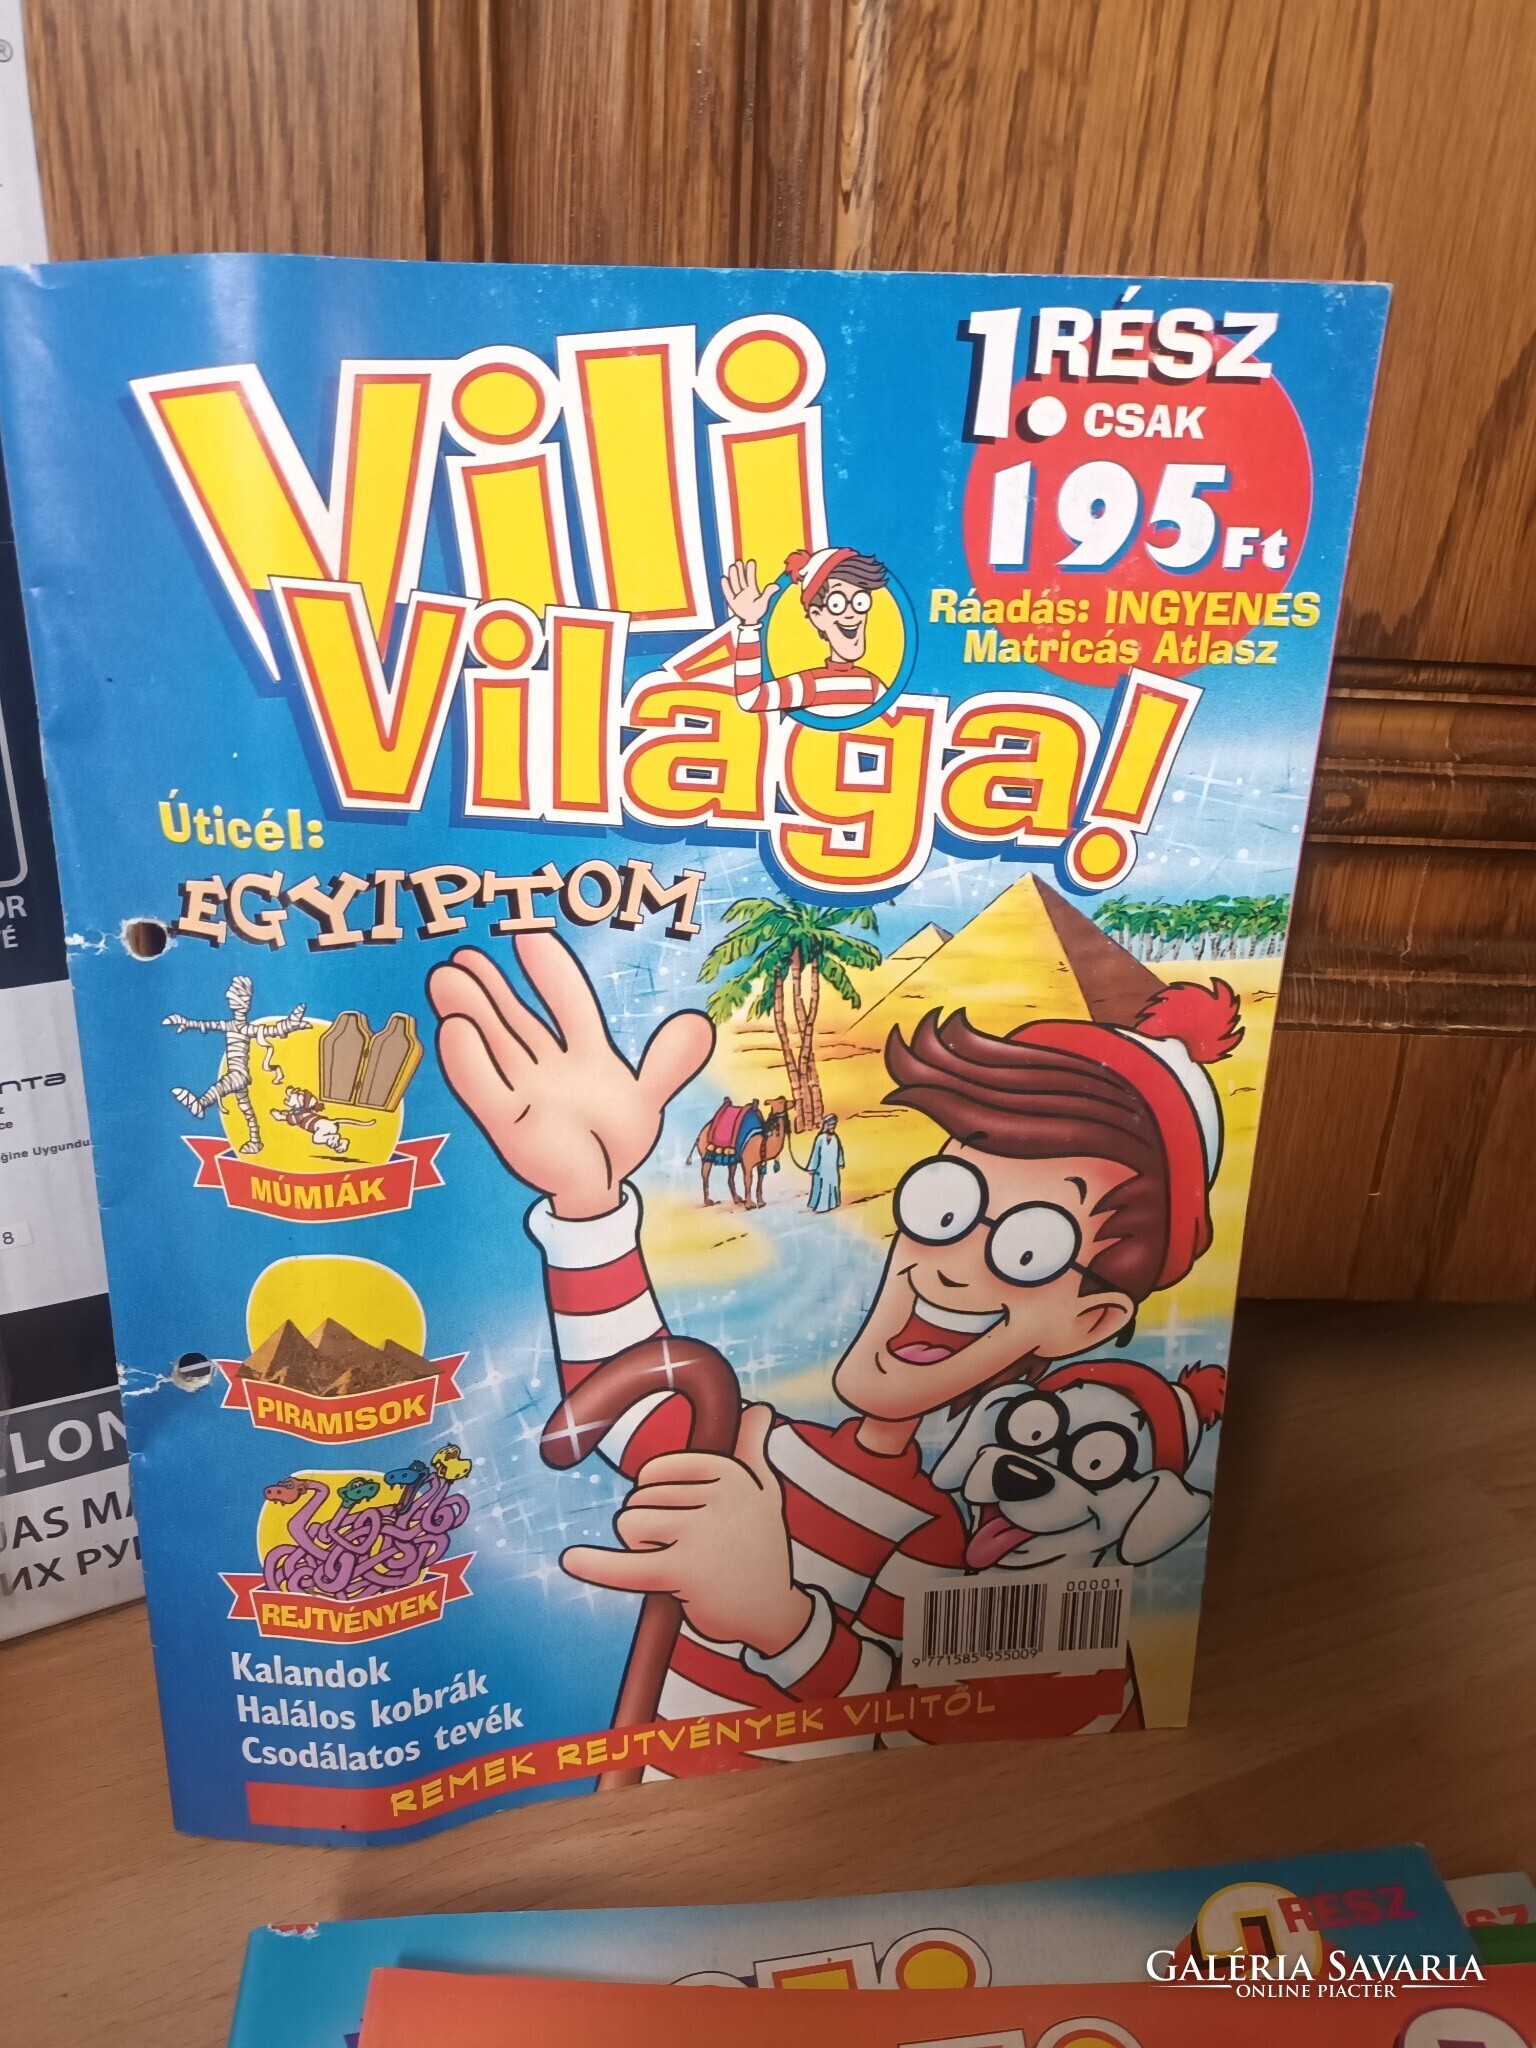 1. RÉSZ
CSAK
195 Ft
Ráadás: INGYENES
Matricás Atlasz
Vili
Világa!
Úticél:
EGYIPTOM
MÚMIÁK
PIRAMISOK
REJTVÉNYEK
Kalandok
Halálos kobrák
Csodálatos tevék
REMEK REJTVÉNYEK VILITŐL
00001
9 771585 955009
RÉSZ
GALÉRIA SAVARIA
ONLINE PIACTÉR